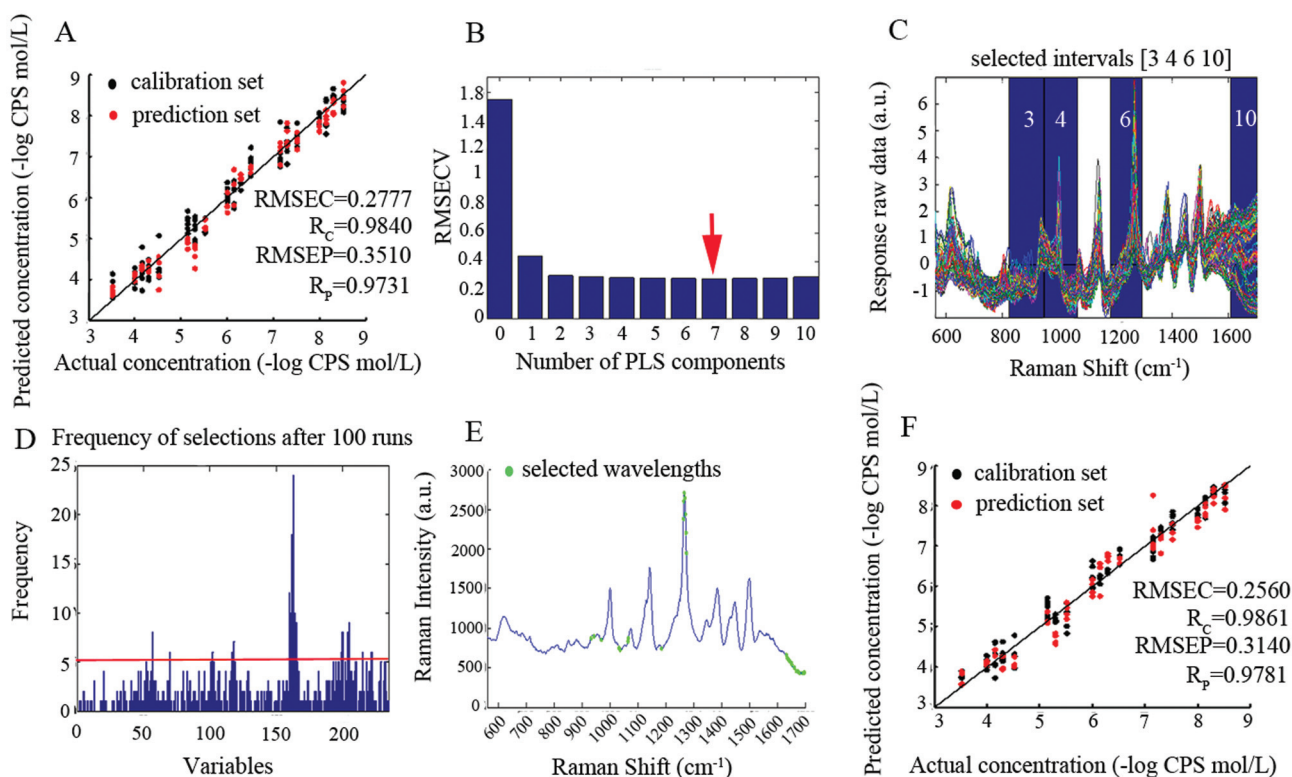 A
Predicted concentration (-log CPS mol/L)
9
8
7
6
5
4
3
calibration set
prediction set
RMSEC=0.2777
RC=0.9840
RMSEP=0.3510
RP=0.9731
3 4 5 6 7 8 9
Actual concentration (-log CPS mol/L)
B
RMSECV
1.8
1.4
1.2
1
0.8
0.6
0.4
0.2
0
0 1 2 3 4 5 6 7 8 9 10
Number of PLS components
C
selected intervals [3 4 6 10]
Response raw data (a.u.)
6
5
4
3
2
1
0
-1
3 4 6 10
600 800 1000 1200 1400 1600
Raman Shift (cm-1)
D
Frequency of selections after 100 runs
Frequency
25
20
15
10
5
0
0 50 100 150 200
Variables
E
selected wavelengths
Raman Intensity (a.u.)
3000
2500
2000
1500
1000
500
0
600 700 800 900 1000 1100 1200 1300 1400 1500 1600 1700
Raman Shift (cm-1)
F
Predicted concentration (-log CPS mol/L)
9
8
7
6
5
4
3
calibration set
prediction set
RMSEC=0.2560
RC=0.9861
RMSEP=0.3140
RP=0.9781
3 4 5 6 7 8 9
Actual concentration (-log CPS mol/L)